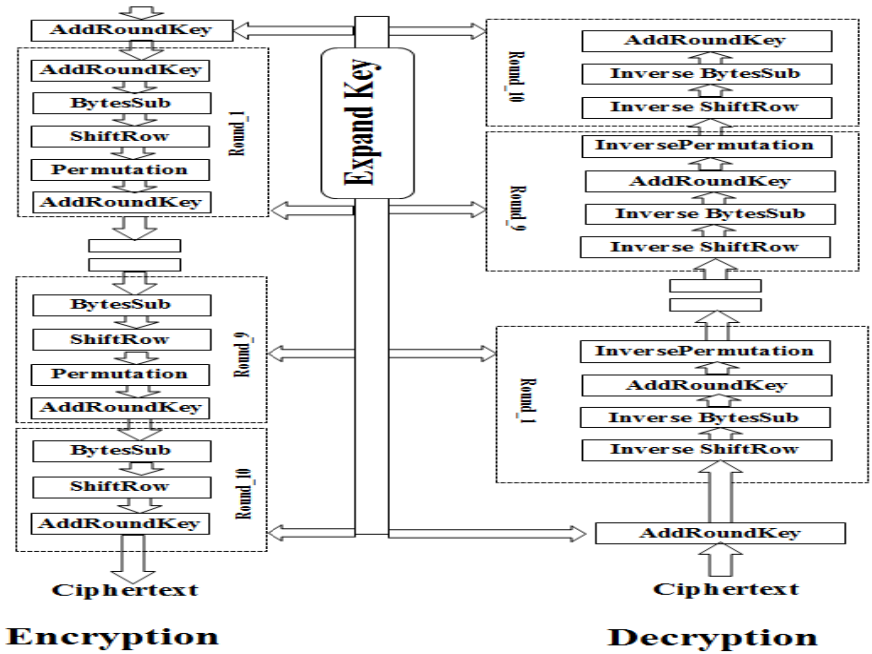 AddRoundKey
AddRoundKey
BytesSub
ShiftRow
Permutation
AddRoundKey
Round_1
BytesSub
ShiftRow
Permutation
AddRoundKey
Round_9
BytesSub
ShiftRow
AddRoundKey
Round_10
Ciphertext
Encryption
Expand Key
AddRoundKey
Inverse BytesSub
Inverse ShiftRow
Round_10
InversePermutation
AddRoundKey
Inverse BytesSub
Inverse ShiftRow
Round_9
InversePermutation
AddRoundKey
Inverse BytesSub
Inverse ShiftRow
Round_1
AddRoundKey
Ciphertext
Decryption